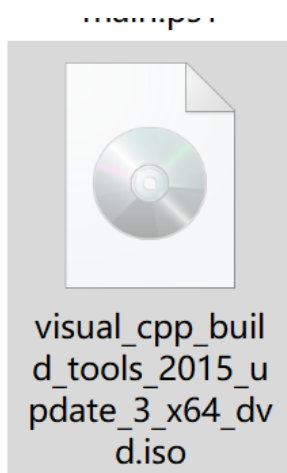 visual_cpp_buil
d_tools_2015_u
pdate_3_x64_dv
d.iso